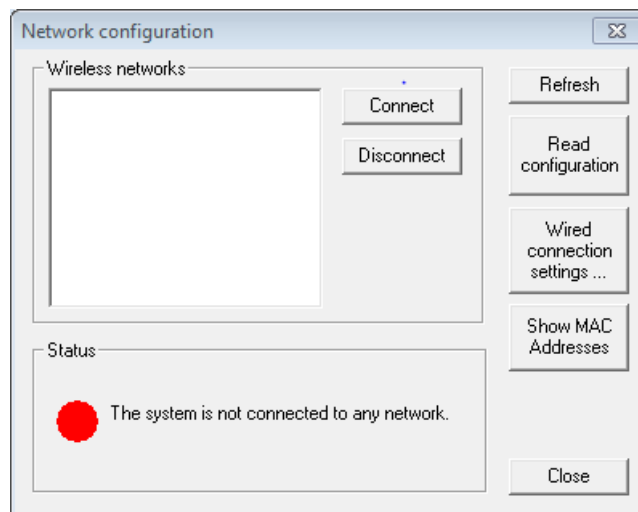 Network configuration
Wireless networks
Connect
Disconnect
Refresh
Read
configuration
Wired
connection
settings ...
Show MAC
Addresses
Status
The system is not connected to any network.
Close